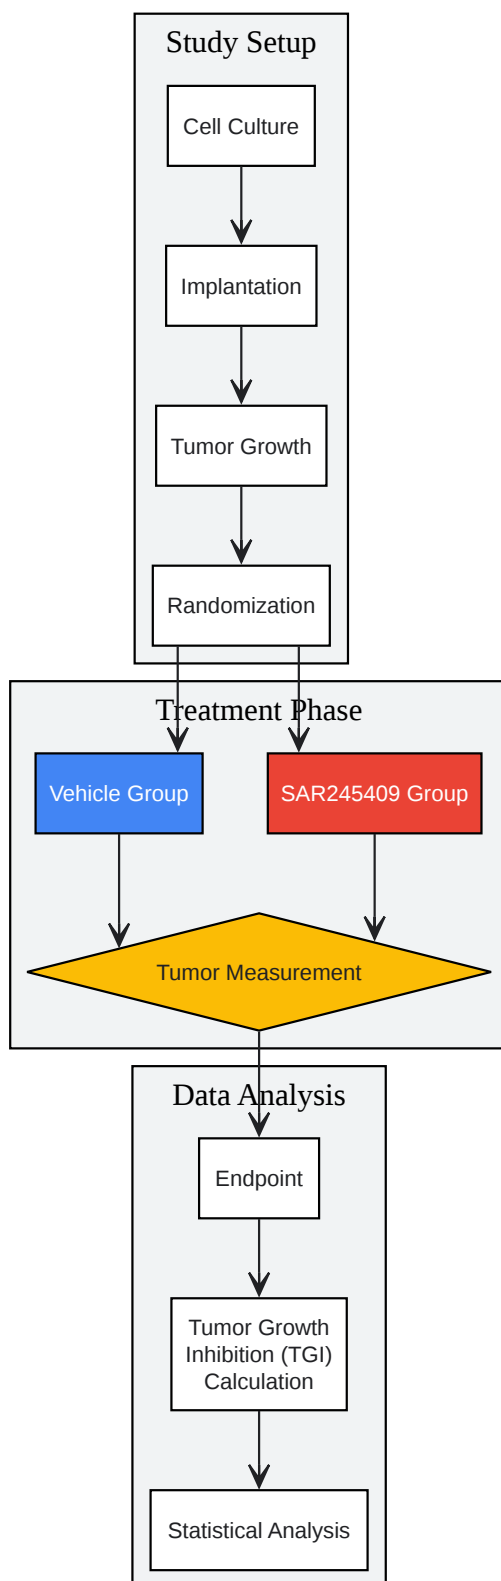 Study Setup
Cell Culture
Implantation
Tumor Growth
Randomization
Treatment Phase
Vehicle Group
SAR245409 Group
Tumor Measurement
Data Analysis
Endpoint
Tumor Growth
Inhibition (TGI)
Calculation
Statistical Analysis